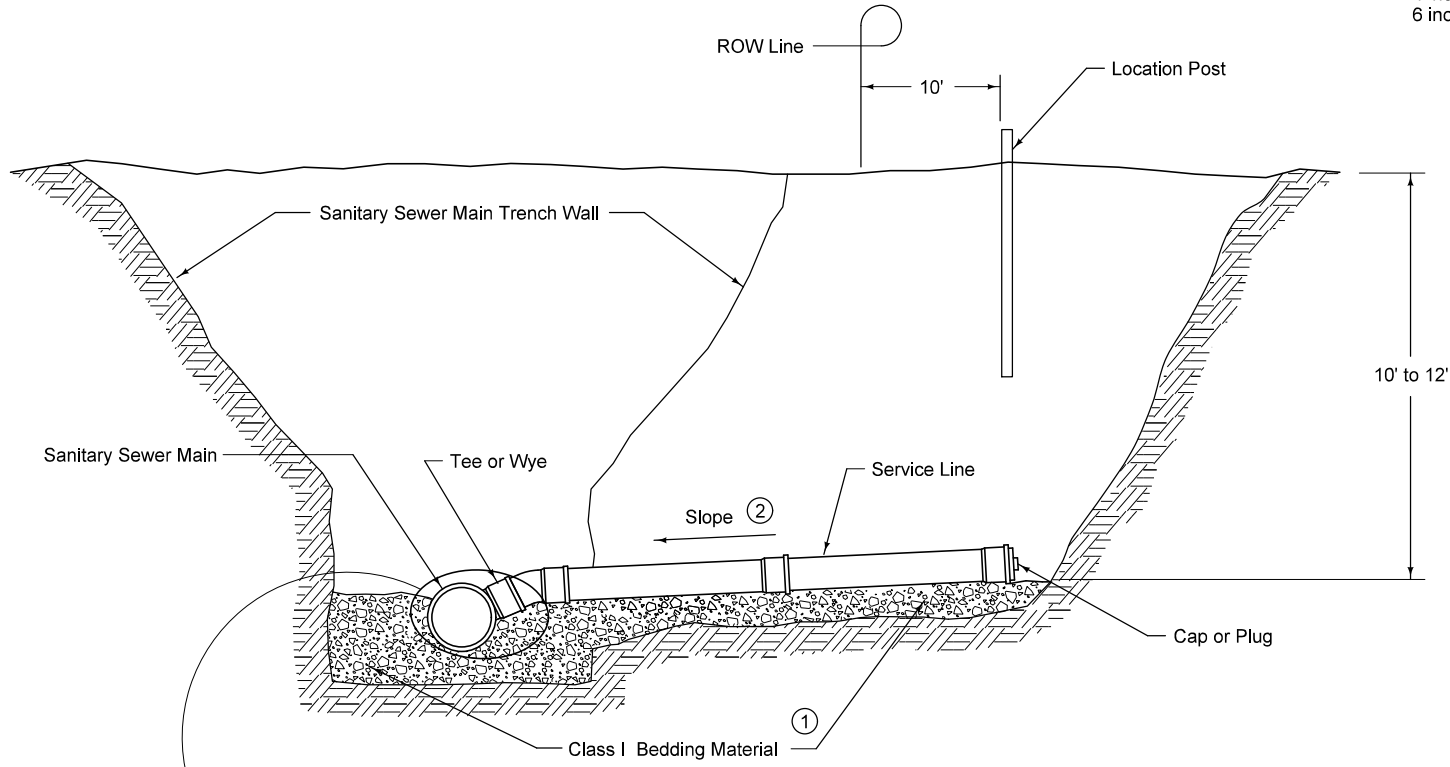 6 inc
ROW Line
10'
Location Post
Sanitary Sewer Main Trench Wall
10' to 12'
Sanitary Sewer Main
Tee or Wye
Service Line
Slope 2
Cap or Plug
1
Class I Bedding Material